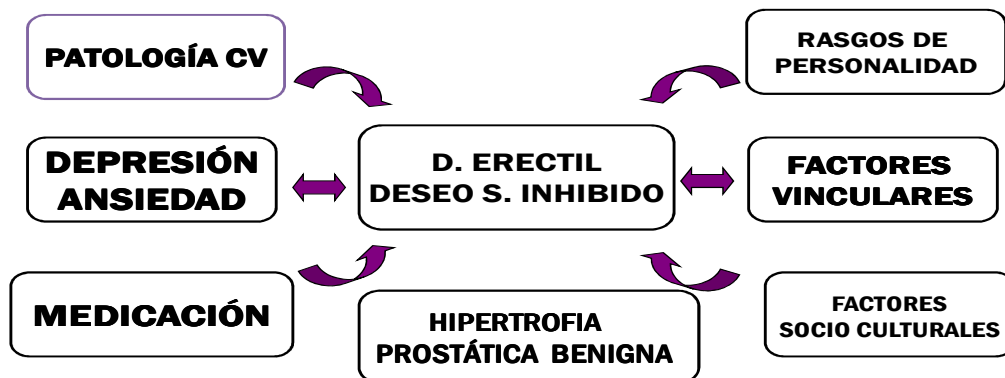 PATOLOGÍA CV
RASGOS DE
PERSONALIDAD
DEPRESIÓN
ANSIEDAD
D. ERECTIL
DESEO S. INHIBIDO
FACTORES
VINCULARES
MEDICACIÓN
HIPERTROFIA
PROSTÁTICA BENIGNA
FACTORES
SOCIO CULTURALES